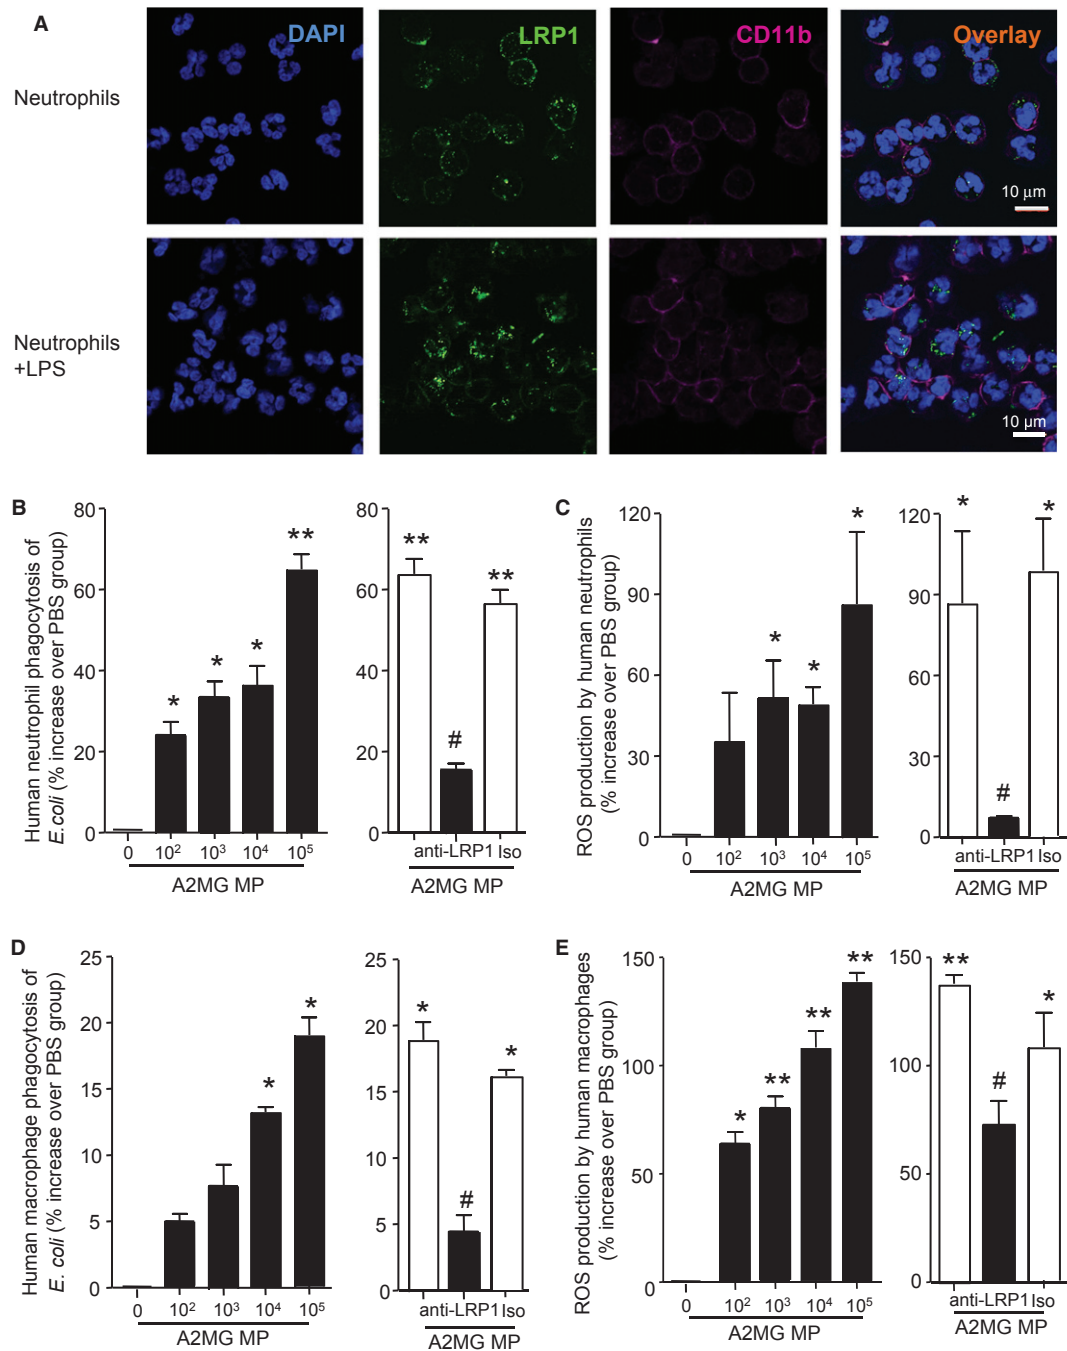 A
DAPI
LRP1
CD11b
Overlay
Neutrophils
10 μm
Neutrophils
+LPS
10 μm
B
Human neutrophil phagocytosis of
E.coli (% increase over PBS group)
80
60
40
20
0
*
*
*
**
0 10² 10³ 10⁴ 10⁵
A2MG MP
80
60
40
20
0
**
#
**
anti-LRP1 Iso
A2MG MP
C
ROS production by human neutrophils
(% increase over PBS group)
120
90
60
30
0
*
*
*
0 10² 10³ 10⁴ 10⁵
A2MG MP
120
90
60
30
0
*
#
*
anti-LRP1 Iso
A2MG MP
D
Human macrophage phagocytosis of
E. coli (% increase over PBS group)
25
20
15
10
5
0
*
*
0 10² 10³ 10⁴ 10⁵
A2MG MP
25
20
15
10
5
0
*
#
*
anti-LRP1 Iso
A2MG MP
E
ROS production by human macrophages
(% increase over PBS group)
150
100
50
0
*
**
**
**
0 10² 10³ 10⁴ 10⁵
A2MG MP
150
100
50
0
**
#
*
anti-LRP1 Iso
A2MG MP